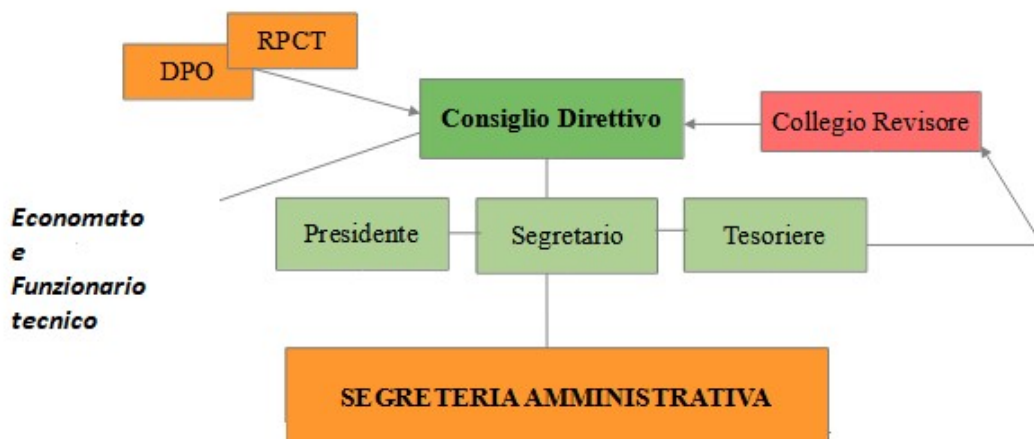 RPCT
DPO
Consiglio Direttivo
Collegio Revisore
Economato
e
Funzionario
tecnico
Presidente
Segretario
Tesoriere
SEGRETERIA AMMINISTRATIVA